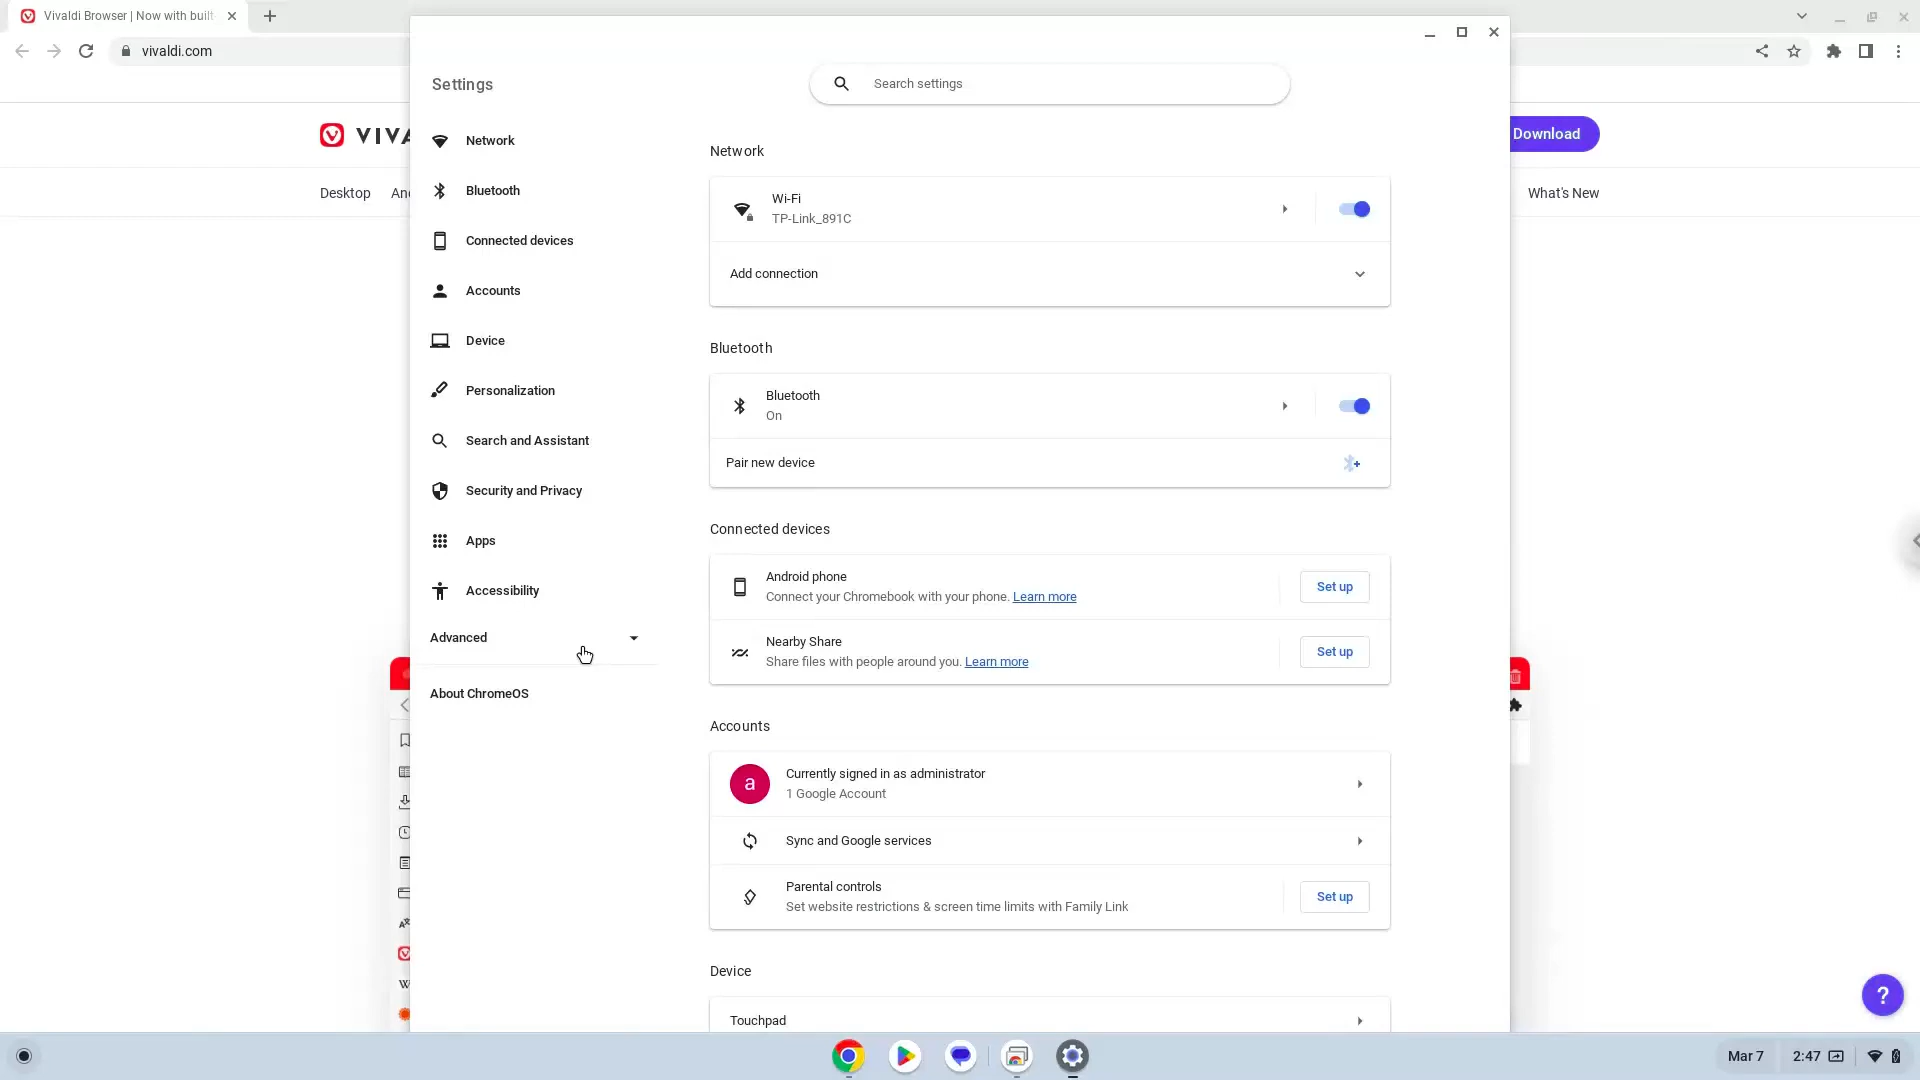 Vivaldi Browser | Now with built-
vivaldi.com
Settings
Search settings
Network
Bluetooth
Connected devices
Accounts
Device
Personalization
Search and Assistant
Security and Privacy
Apps
Accessibility
Advanced
About ChromeOS
Network
Wi-Fi
TP-Link_891C
Add connection
Bluetooth
Bluetooth
On
Pair new device
Connected devices
Android phone
Connect your Chromebook with your phone. Learn more
Set up
Nearby Share
Share files with people around you. Learn more
Set up
Accounts
a
Currently signed in as administrator
1 Google Account
Sync and Google services
Parental controls
Set website restrictions & screen time limits with Family Link
Set up
Device
Touchpad
VIVA
Download
Desktop
An
What's New
W
?
Mar 7
2:47